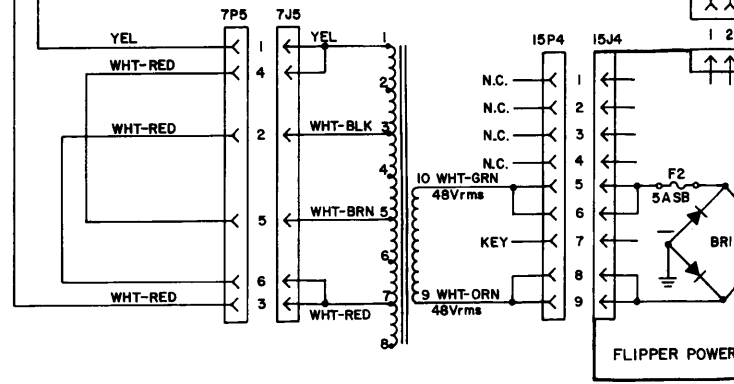 7P5 7J5
YEL 1 YEL 1
WHT-RED 4
2
WHT-RED 2 WHT-BLK 3
4
5 WHT-BRN 5
6
6
WHT-RED 3 WHT-RED 7
8
10 WHT-GRN
48Vrms
9 WHT-ORN
48Vrms
15P4 15J4
N.C. 1
N.C. 2
N.C. 3
N.C. 4
5
6
KEY 7
8
9
1 2
F2
5ASB
BRI
FLIPPER POWER